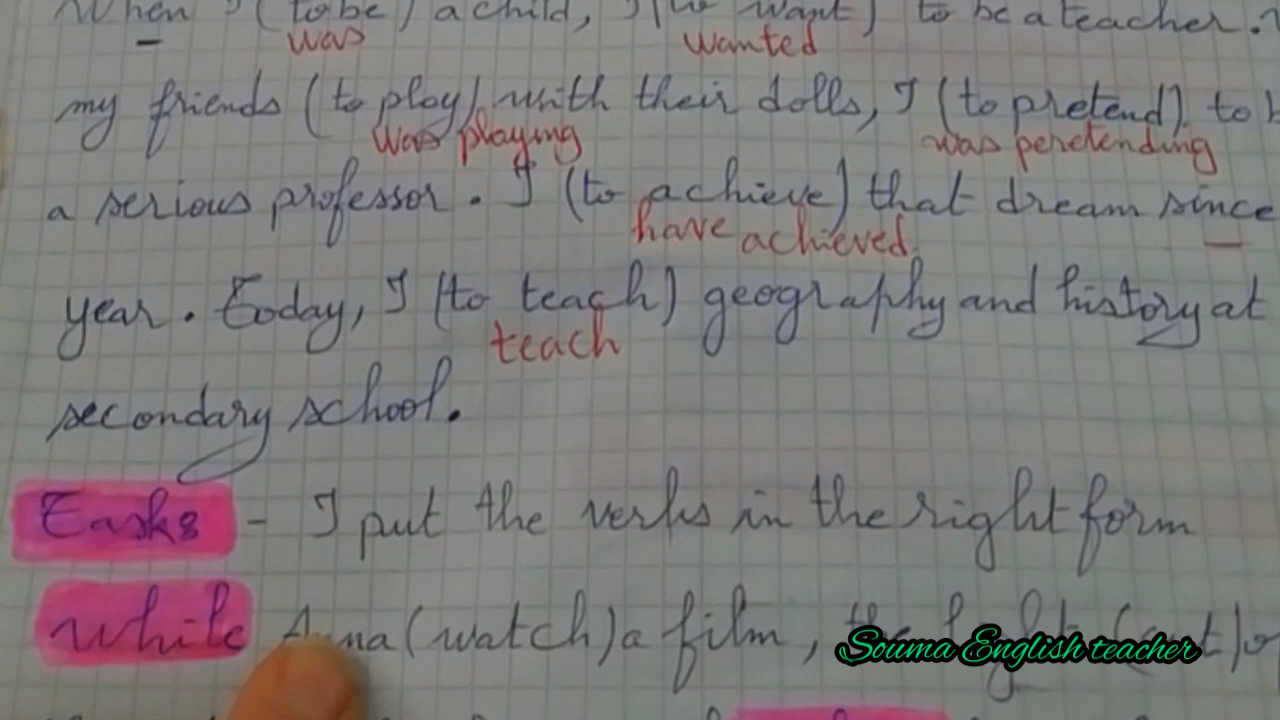 When I (to be) a child, I (to want) to be a teacher.
was wanted
my friends (to play) with their dolls, I (to pretend) to b
was playing was peretending
a serious professor. I (to achieve) that dream since
have achieved
year. Today, I (to teach) geography and history at
teach
secondary school.
Tasks - I put the verbs in the right form
while Anna (watch) a film, the
Souma English teacher